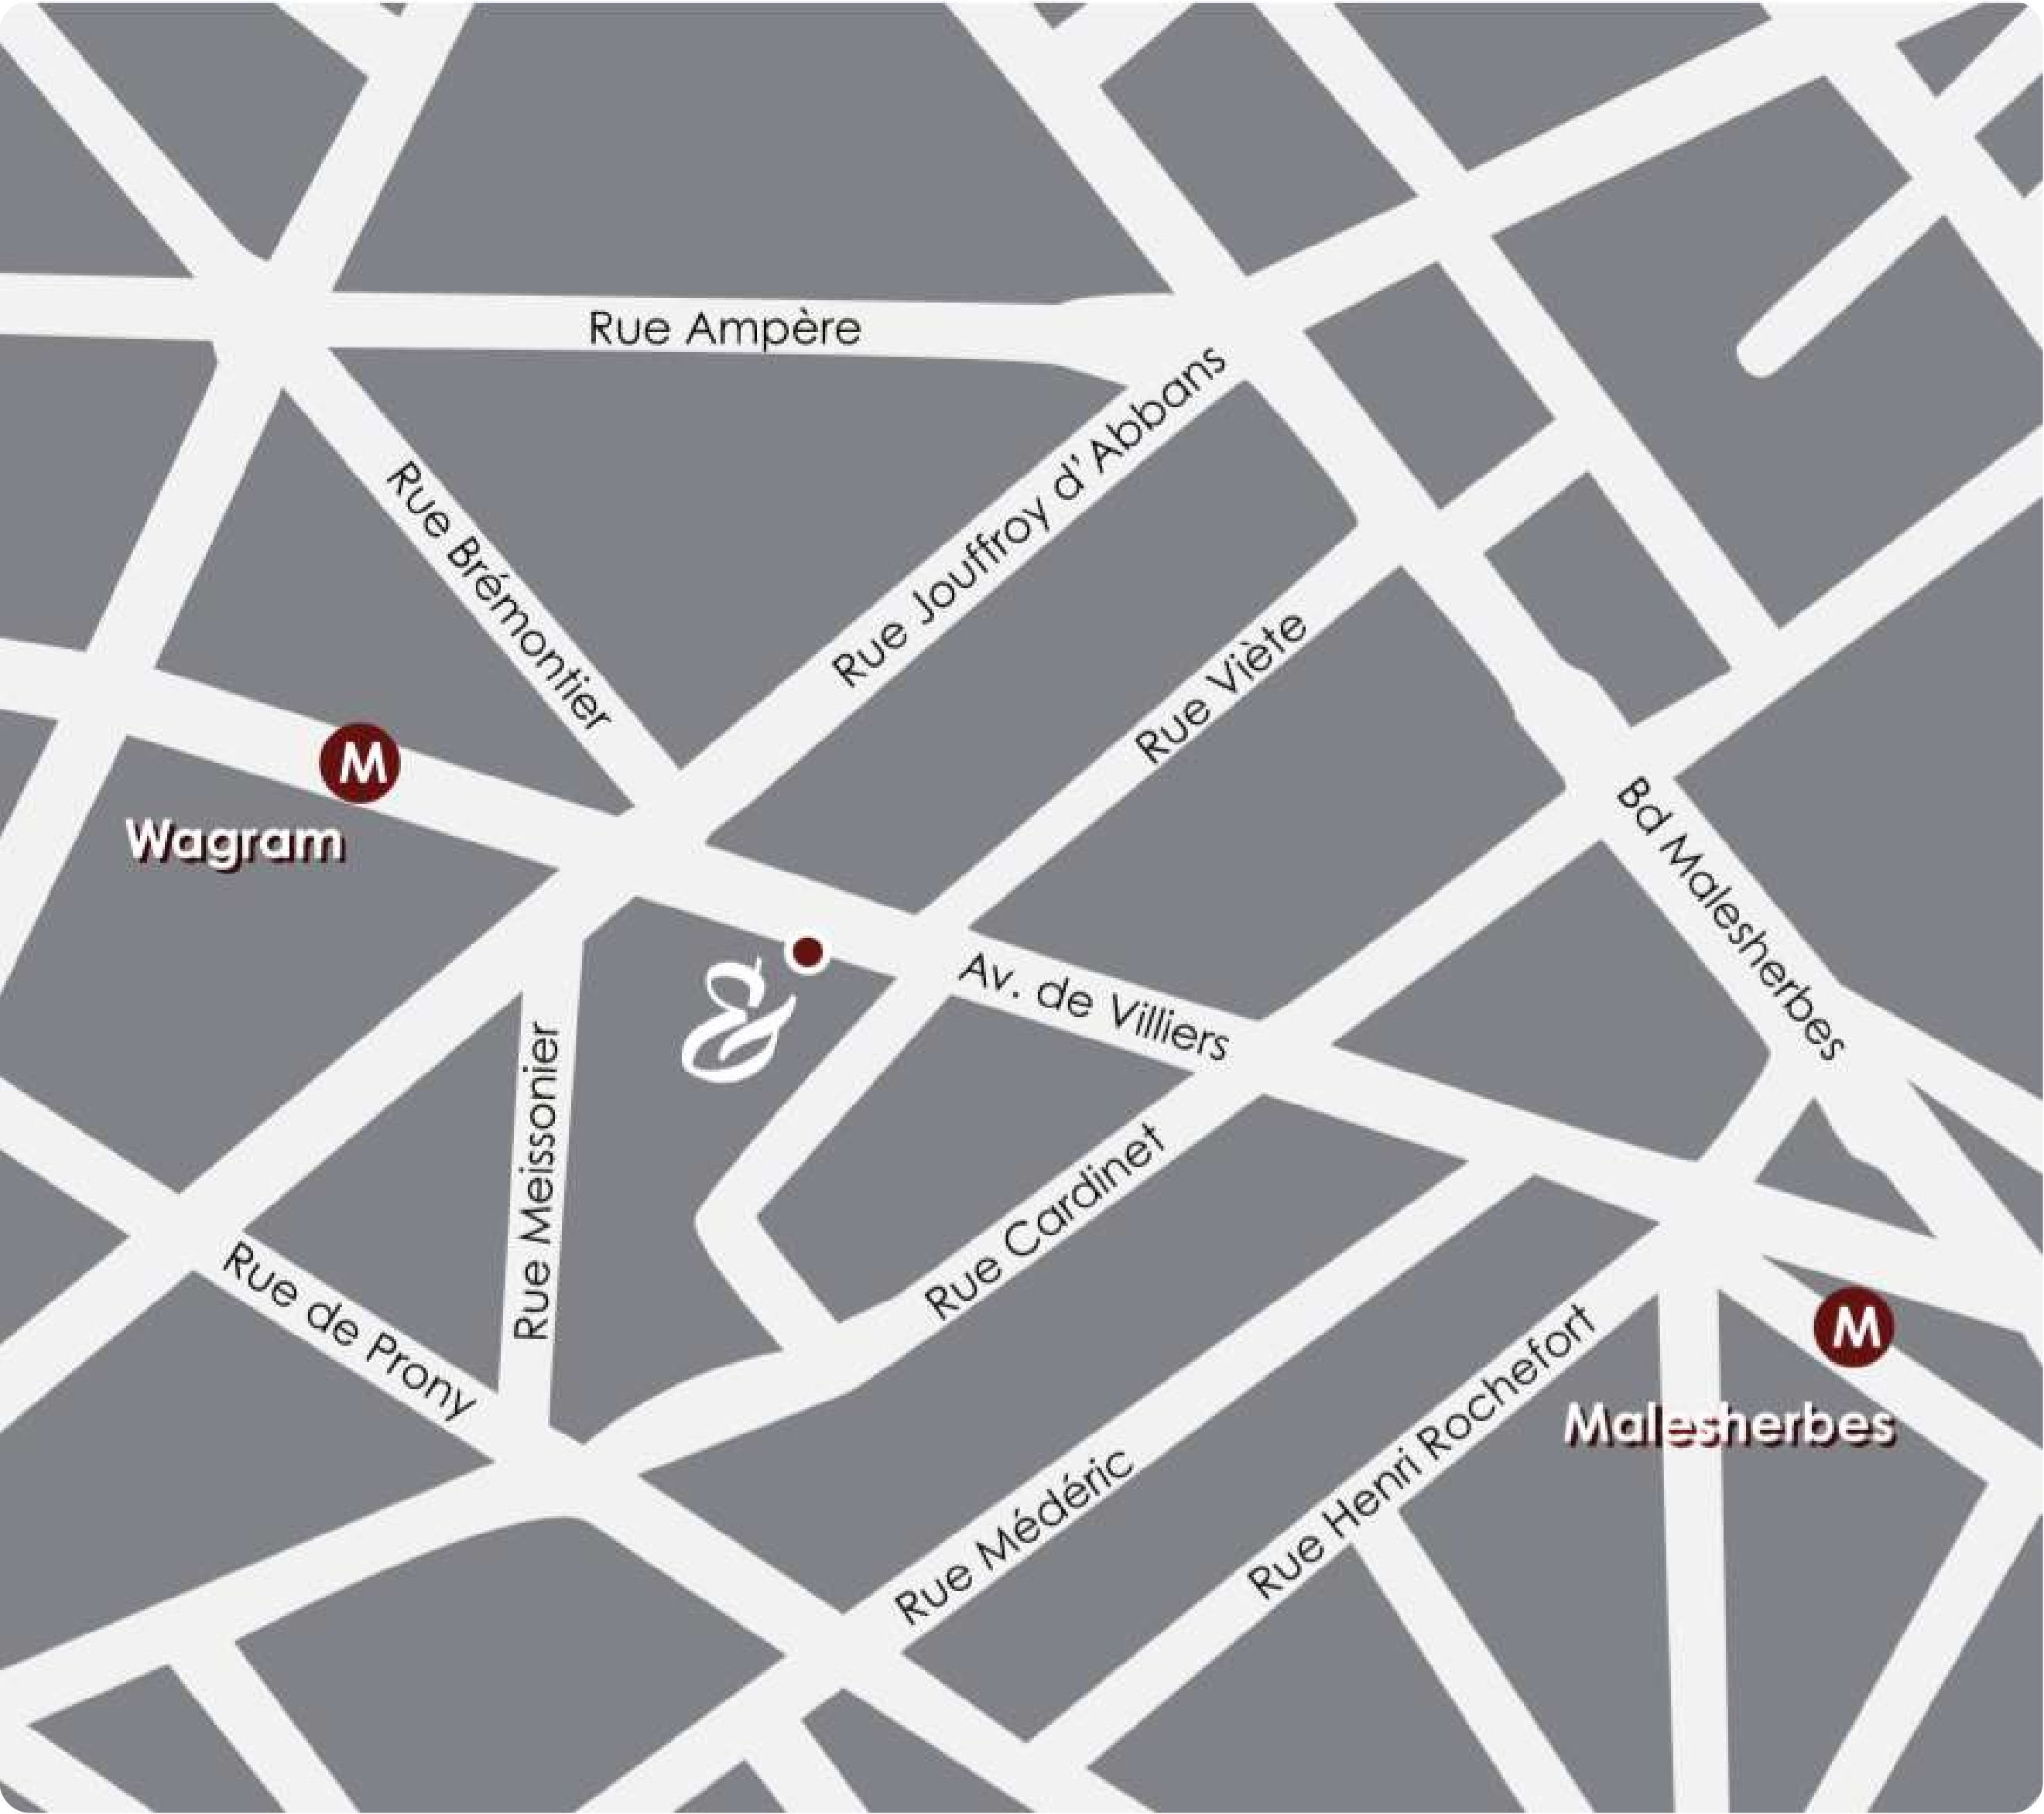 Rue Ampère
Rue Jouffroy d'Abbans
Rue Brémontier
Rue Viète
M
Wagram
Bd Malesherbes
&
Av. de Villiers
Rue Meissonier
Rue Cardinet
Rue de Prony
M
Malesherbes
Rue Henri Rochefort
Rue Médéric